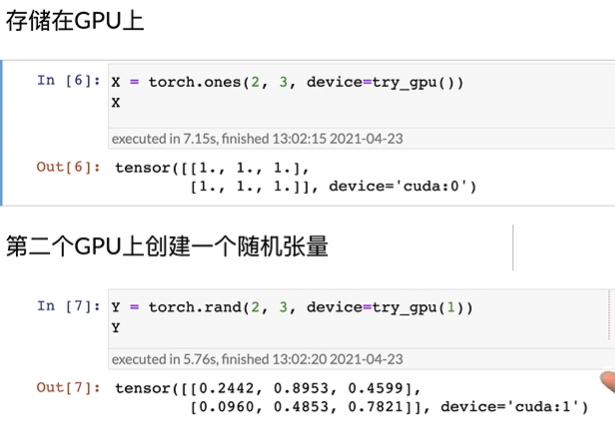 存储在GPU上
In [6]: X = torch.ones(2, 3, device=try_gpu())
X
executed in 7.15s, finished 13:02:15 2021-04-23
Out[6]: tensor([[1., 1., 1.],
[1., 1., 1.]], device='cuda:0')
第二个GPU上创建一个随机张量
In [7]: Y = torch.rand(2, 3, device=try_gpu(1))
Y
executed in 5.76s, finished 13:02:20 2021-04-23
Out[7]: tensor([[0.2442, 0.8953, 0.4599],
[0.0960, 0.4853, 0.7821]], device='cuda:1')